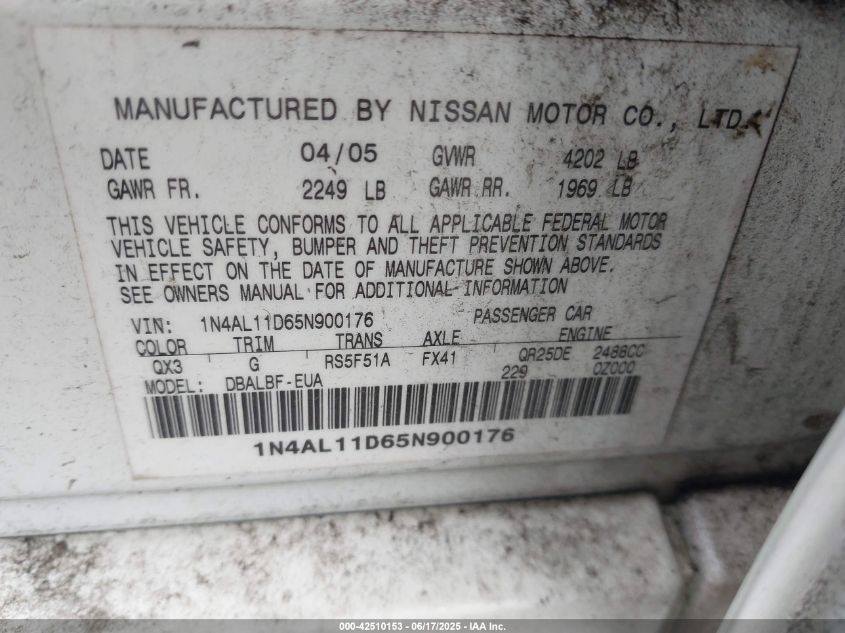 MANUFACTURED BY NISSAN MOTOR CO., LTD.
DATE 04/05 GVWR 4202 LB
GAWR FR. 2249 LB GAWR RR. 1969 LB
THIS VEHICLE CONFORMS TO ALL APPLICABLE FEDERAL MOTOR
VEHICLE SAFETY, BUMPER AND THEFT PREVENTION STANDARDS
IN EFFECT ON THE DATE OF MANUFACTURE SHOWN ABOVE.
SEE OWNERS MANUAL FOR ADDITIONAL INFORMATION
VIN: 1N4AL11D65N900176 PASSENGER CAR
COLOR TRIM TRANS AXLE ENGINE
QX3 G RS5F51A FX41 QR25DE 2488CC
MODEL: DBALBF-EUA 229 0Z000
1N4AL11D65N900176
000-42510153 - 06/17/2025 - IAA Inc.